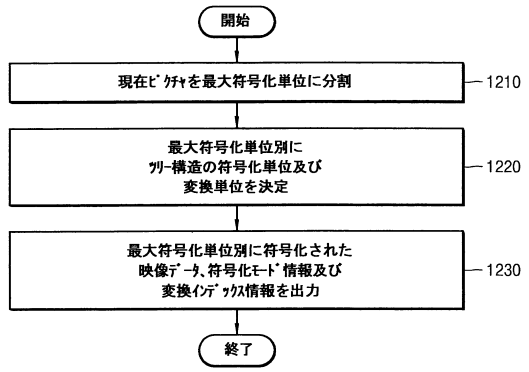 開始
現在ﾋﾟｸﾁｬを最大符号化単位に分割
1210
最大符号化単位別に
ﾂﾘｰ構造の符号化単位及び
変換単位を決定
1220
最大符号化単位別に符号化された
映像ﾃﾞｰﾀ、符号化ﾓｰﾄﾞ情報及び
変換ｲﾝﾃﾞｯｸｽ情報を出力
1230
終了